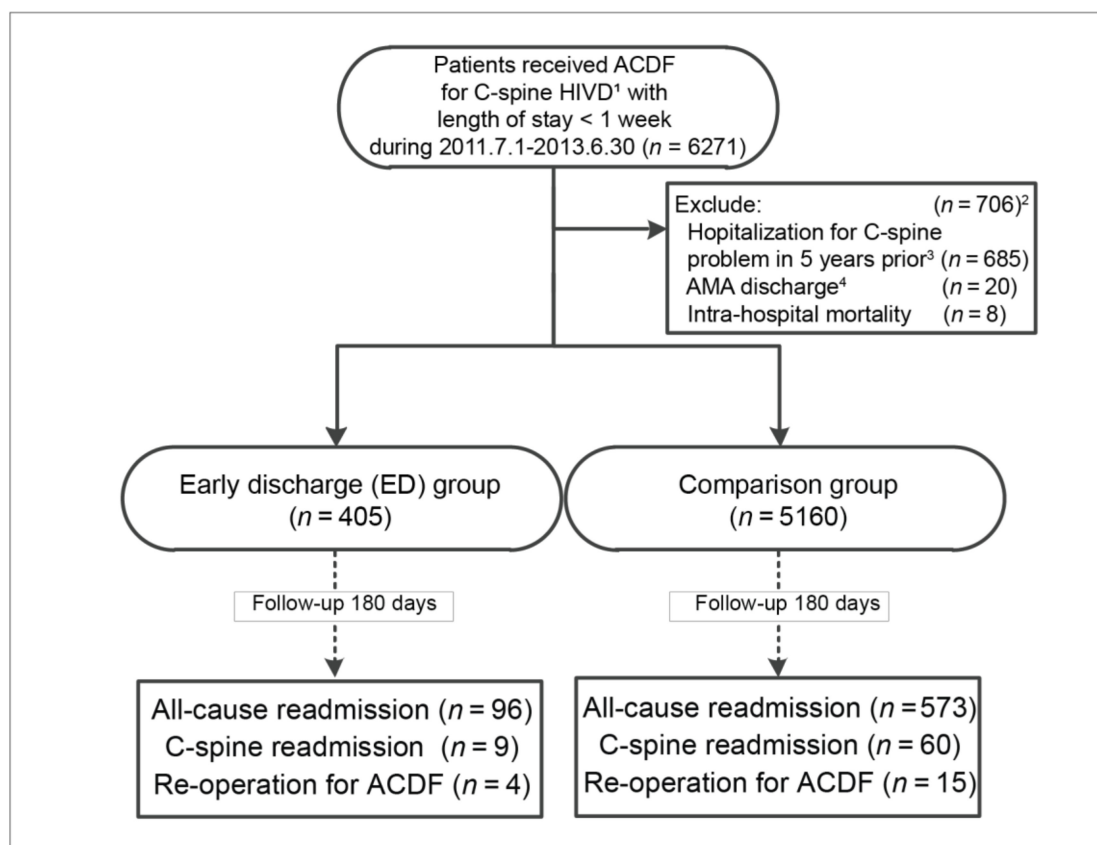 Patients received ACDF
for C-spine HIVD¹ with
length of stay < 1 week
during 2011.7.1-2013.6.30 (n = 6271)
Exclude: (n = 706)²
Hopitalization for C-spine
problem in 5 years prior³ (n = 685)
AMA discharge⁴ (n = 20)
Intra-hospital mortality (n = 8)
Early discharge (ED) group
(n = 405)
Comparison group
(n = 5160)
Follow-up 180 days
Follow-up 180 days
All-cause readmission (n = 96)
C-spine readmission (n = 9)
Re-operation for ACDF (n = 4)
All-cause readmission (n = 573)
C-spine readmission (n = 60)
Re-operation for ACDF (n = 15)